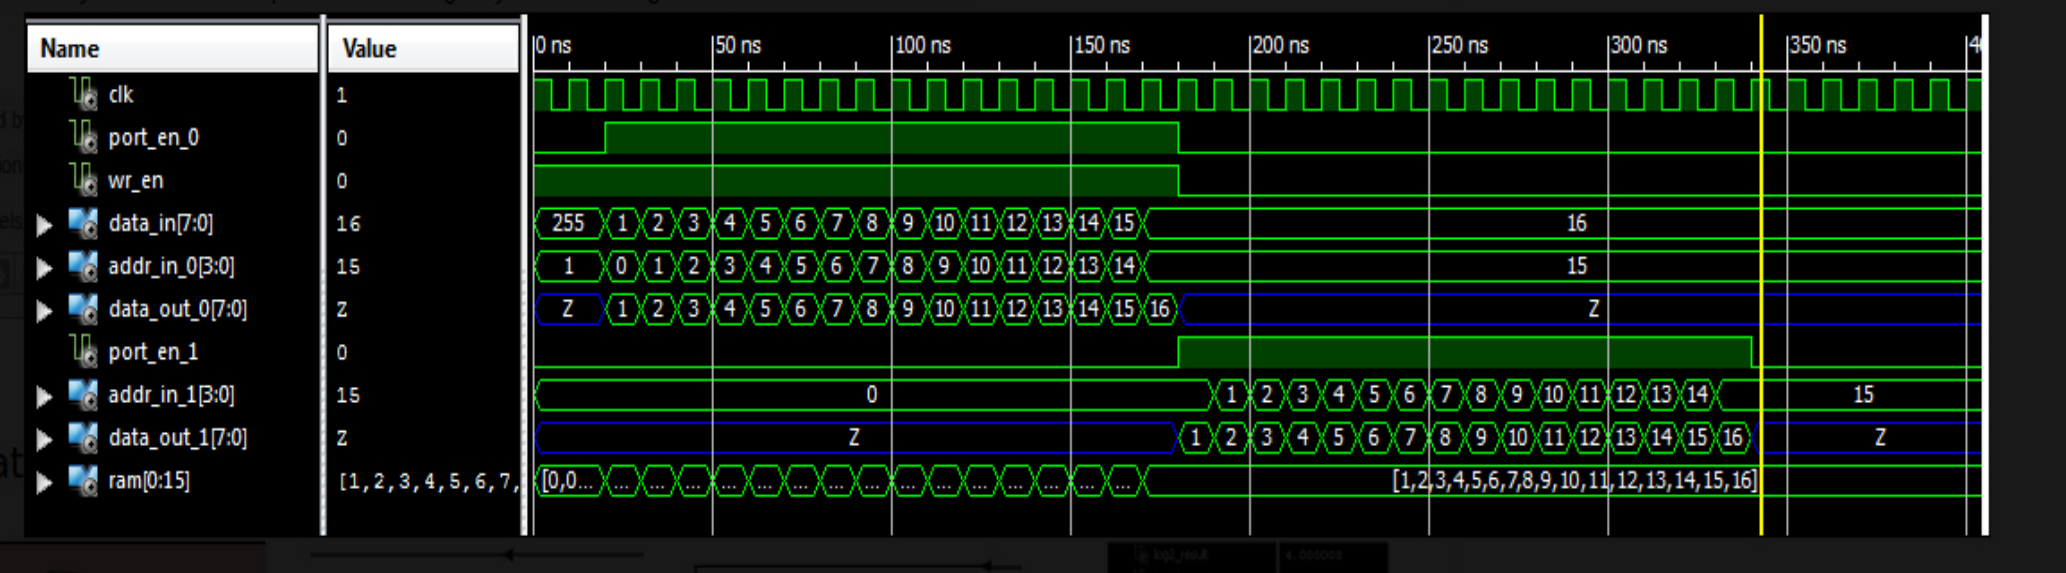 Name Value 0 ns 50 ns 100 ns 150 ns 200 ns 250 ns 300 ns 350 ns
clk 1
port_en_0 0
wr_en 0
data_in[7:0] 16 255 1 2 3 4 5 6 7 8 9 10 11 12 13 14 15 16
addr_in_0[3:0] 15 1 0 1 2 3 4 5 6 7 8 9 10 11 12 13 14 15
data_out_0[7:0] Z Z 1 2 3 4 5 6 7 8 9 10 11 12 13 14 15 16 Z
port_en_1 0
addr_in_1[3:0] 15 0 1 2 3 4 5 6 7 8 9 10 11 12 13 14 15
data_out_1[7:0] Z Z 1 2 3 4 5 6 7 8 9 10 11 12 13 14 15 16 Z
ram[0:15] [1,2,3,4,5,6,7, [0,0... ... ... ... ... ... ... ... ... ... ... ... ... ... ... ... [1,2,3,4,5,6,7,8,9,10,11,12,13,14,15,16]
log2_result 4.000000